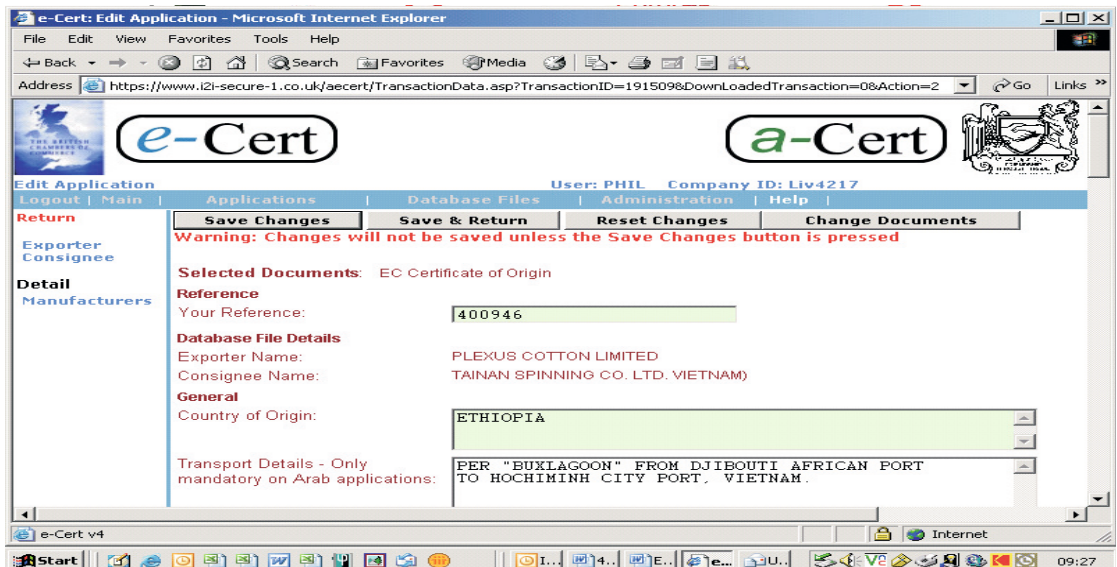 e-Cert: Edit Application - Microsoft Internet Explorer
File Edit View Favorites Tools Help
Back Search Favorites Media
Address https://www.i2i-secure-1.co.uk/aecert/TransactionData.asp?TransactionID=191509&DownLoadedTransaction=0&Action=2 Go Links »
THE BRITISH
CHAMBERS OF
COMMERCE
e-Cert a-Cert
Edit Application User: PHIL Company ID: Liv4217
Logout | Main | Applications | Database Files | Administration | Help |
Return Save Changes Save & Return Reset Changes Change Documents
Warning: Changes will not be saved unless the Save Changes button is pressed
Exporter
Consignee
Selected Documents: EC Certificate of Origin
Detail
Manufacturers
Reference
Your Reference: 400946
Database File Details
Exporter Name: PLEXUS COTTON LIMITED
Consignee Name: TAINAN SPINNING CO. LTD. VIETNAM)
General
Country of Origin: ETHIOPIA
Transport Details - Only
mandatory on Arab applications:
PER "BUXLAGOON" FROM DJIBOUTI AFRICAN PORT
TO HOCHIMINH CITY PORT, VIETNAM.
e-Cert v4 Internet
Start I... 4.. E.. e... U.. 09:27